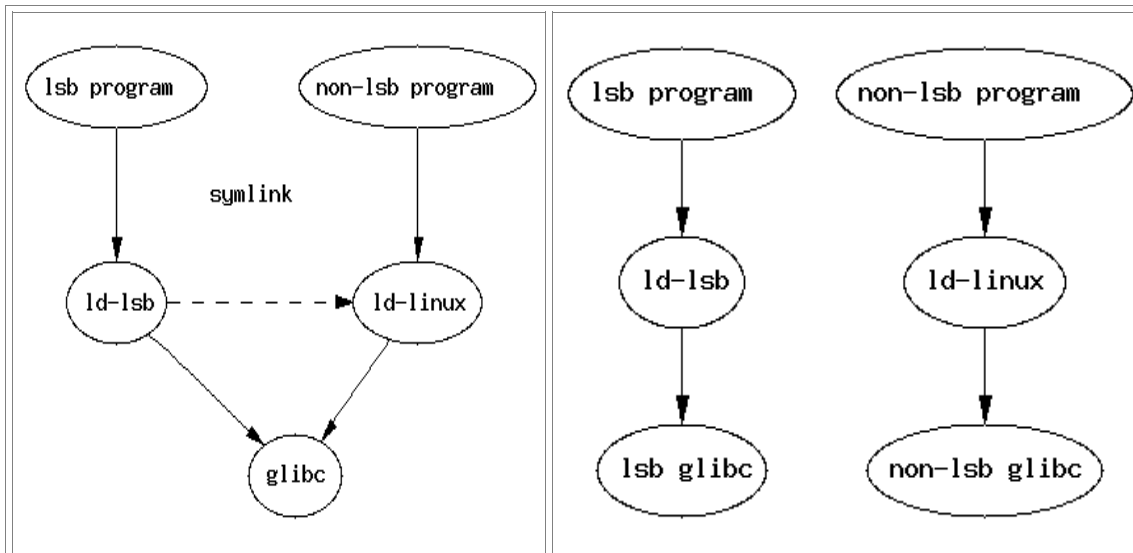 lsb program
non-lsb program
symlink
ld-lsb
ld-linux
glibc
lsb program
non-lsb program
ld-lsb
ld-linux
lsb glibc
non-lsb glibc